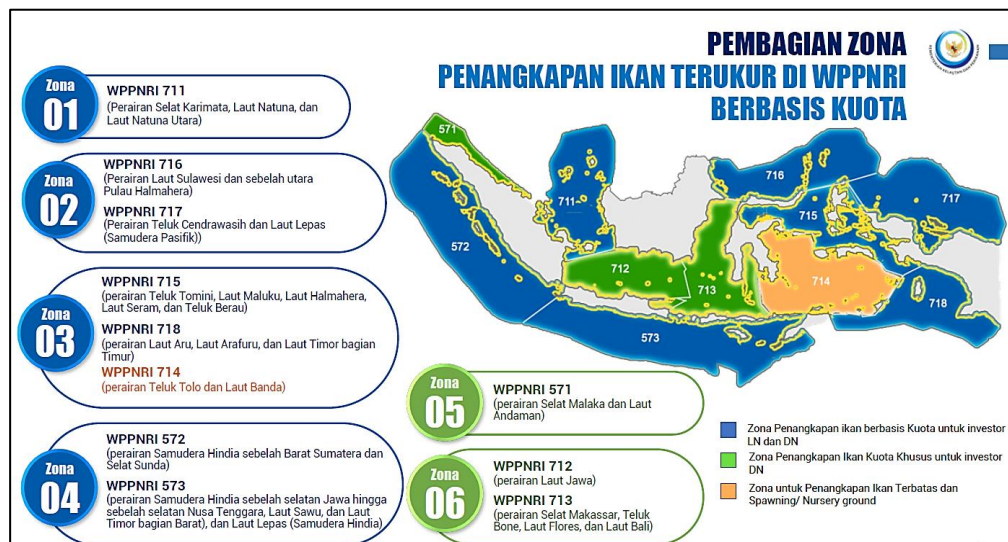 PEMBAGIAN ZONA
PENANGKAPAN IKAN TERUKUR DI WPPNRI
BERBASIS KUOTA
Zona
01
WPPNRI 711
(Perairan Selat Karimata, Laut Natuna, dan
Laut Natuna Utara)
Zona
02
WPPNRI 716
(Perairan Laut Sulawesi dan sebelah utara
Pulau Halmahera)
WPPNRI 717
(Perairan Teluk Cendrawasih dan Laut Lepas
(Samudera Pasifik))
Zona
03
WPPNRI 715
(perairan Teluk Tomini, Laut Maluku, Laut Halmahera,
Laut Seram, dan Teluk Berau)
WPPNRI 718
(perairan Laut Aru, Laut Arafuru, dan Laut Timor bagian
Timur)
WPPNRI 714
(perairan Teluk Tolo dan Laut Banda)
Zona
04
WPPNRI 572
(perairan Samudera Hindia sebelah Barat Sumatera dan
Selat Sunda)
WPPNRI 573
(perairan Samudera Hindia sebelah selatan Jawa hingga
sebelah selatan Nusa Tenggara, Laut Sawu, dan Laut
Timor bagian Barat), dan Laut Lepas (Samudera Hindia)
Zona
05
WPPNRI 571
(perairan Selat Malaka dan Laut
Andaman)
Zona
06
WPPNRI 712
(perairan Laut Jawa)
WPPNRI 713
(perairan Selat Makassar, Teluk
Bone, Laut Flores, dan Laut Bali)
571
711
716
717
715
572
712
713
714
718
573
Zona Penangkapan ikan berbasis Kuota untuk investor
LN dan DN
Zona Penangkapan Ikan Kuota Khusus untuk investor
DN
Zona untuk Penangkapan Ikan Terbatas dan
Spawning/ Nursery ground